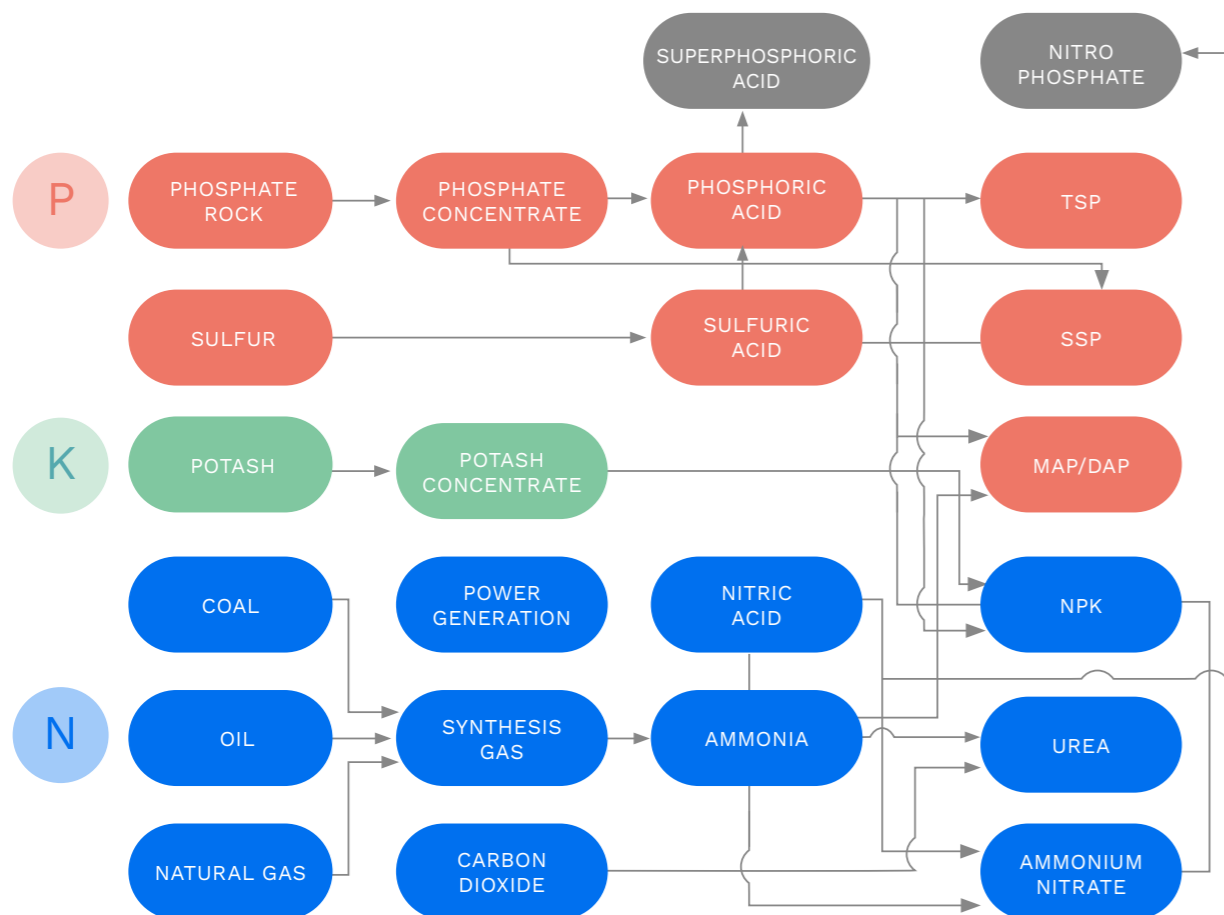 SUPERPHOSPHORIC
ACID
NITRO
PHOSPHATE
P
PHOSPHATE
ROCK
PHOSPHATE
CONCENTRATE
PHOSPHORIC
ACID
TSP
SULFUR
SULFURIC
ACID
SSP
K
POTASH
POTASH
CONCENTRATE
MAP/DAP
COAL
POWER
GENERATION
NITRIC
ACID
NPK
N
OIL
SYNTHESIS
GAS
AMMONIA
UREA
NATURAL GAS
CARBON
DIOXIDE
AMMONIUM
NITRATE